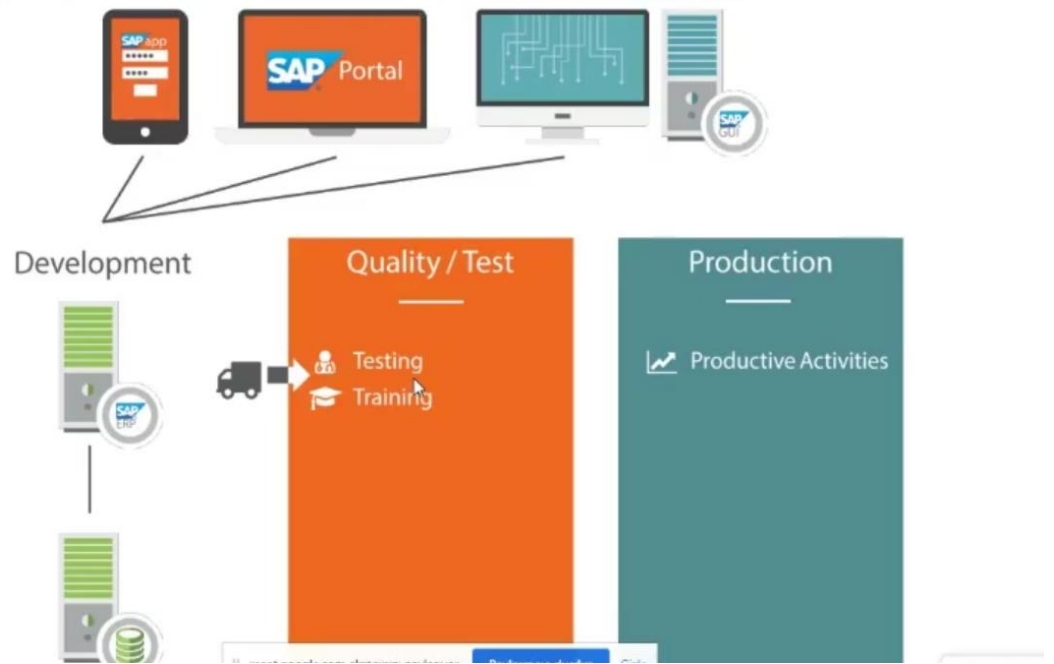 SAP app
SAP Portal
SAP
GUI
Development
Quality / Test
Production
Testing
Training
Productive Activities
SAP
ERP